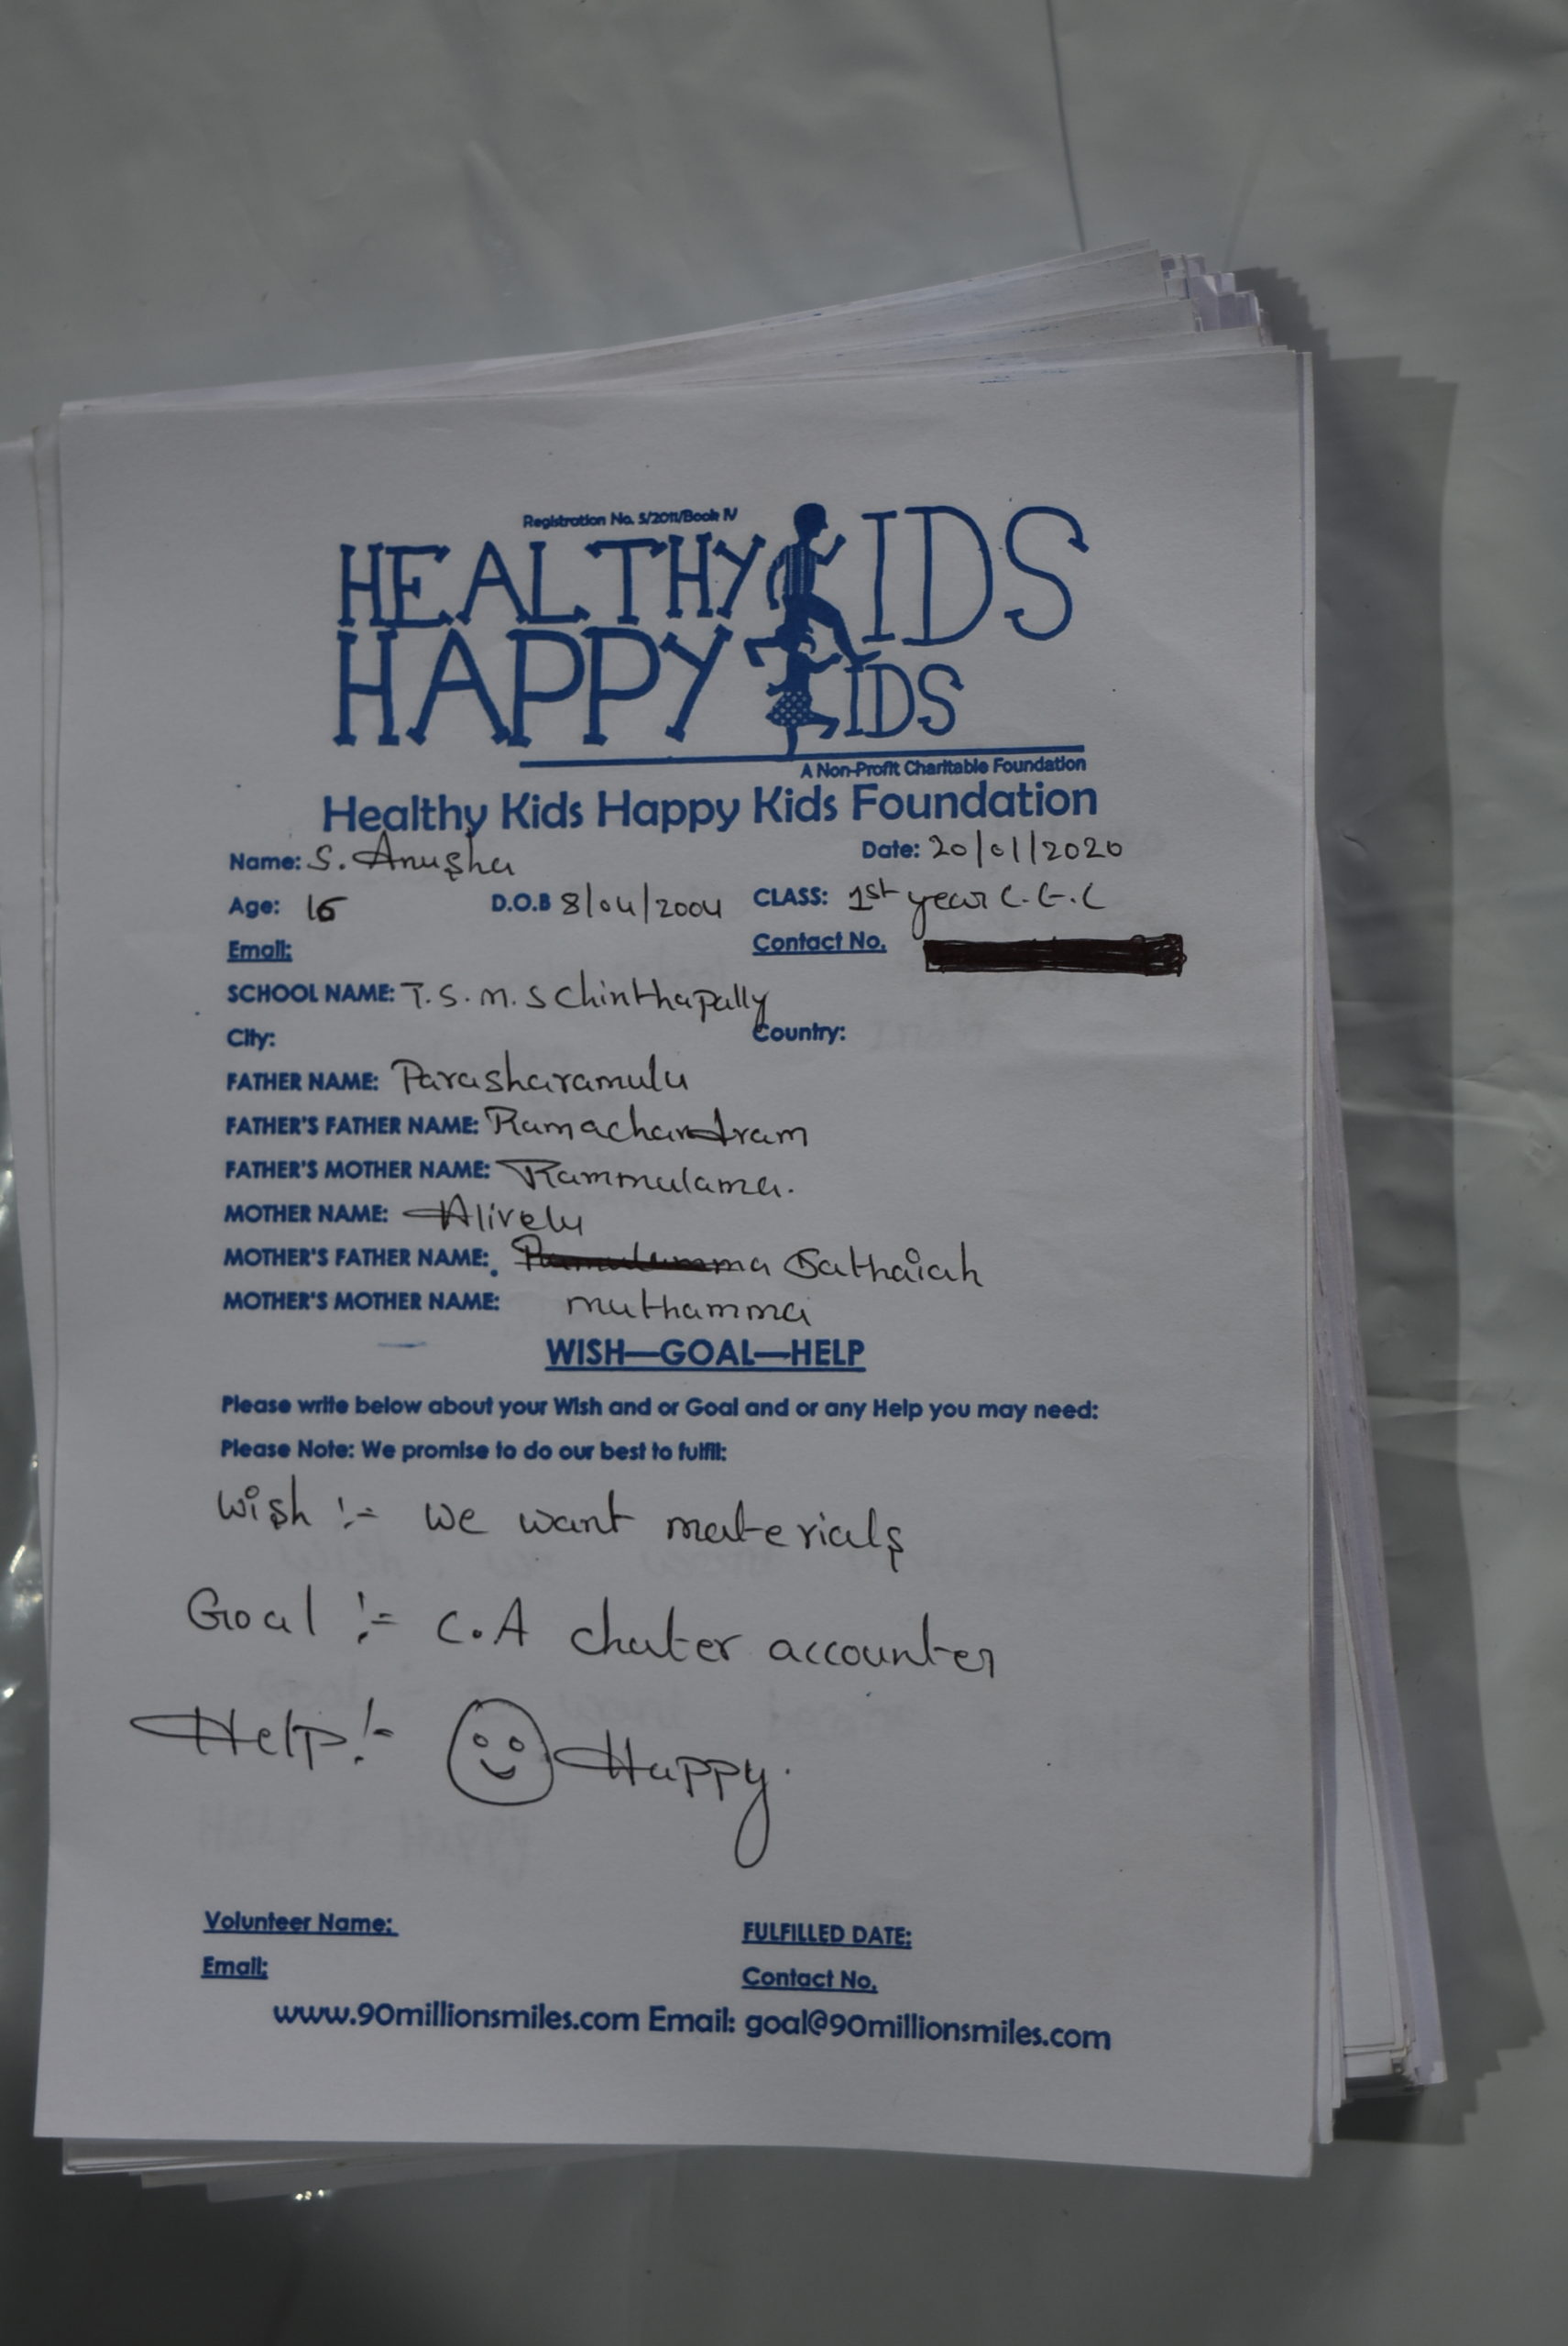 Registration No. 5/2011/Book IV
HEALTHY KIDS
HAPPY KIDS
A Non-Profit Charitable Foundation
Healthy Kids Happy Kids Foundation
Name: S. Anusha Date: 20/01/2020
Age: 16 D.O.B 8/04/2004 CLASS: 1st year C.E.C
Email: Contact No.
SCHOOL NAME: T.S.M.S Chinthapally
City: Country:
FATHER NAME: Parasharamulu
FATHER'S FATHER NAME: Ramachandram
FATHER'S MOTHER NAME: Rammulama.
MOTHER NAME: Alivelu
MOTHER'S FATHER NAME: Sathaiah
MOTHER'S MOTHER NAME: muthamma
WISH—GOAL—HELP
Please write below about your Wish and or Goal and or any Help you may need:
Please Note: We promise to do our best to fulfil:
Wish :- We want materials
Goal :- C.A chater accounter
Help :- Happy.
Volunteer Name: FULFILLED DATE:
Email: Contact No.
www.90millionsmiles.com Email: goal@90millionsmiles.com